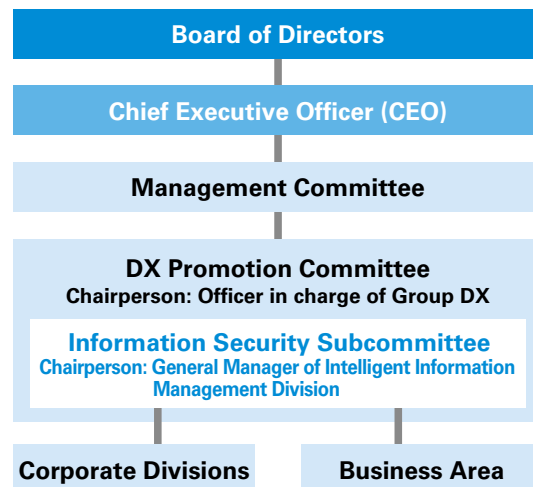 Board of Directors
Chief Executive Officer (CEO)
Management Committee
DX Promotion Committee
Chairperson: Officer in charge of Group DX
Information Security Subcommittee
Chairperson: General Manager of Intelligent Information
Management Division
Corporate Divisions
Business Area